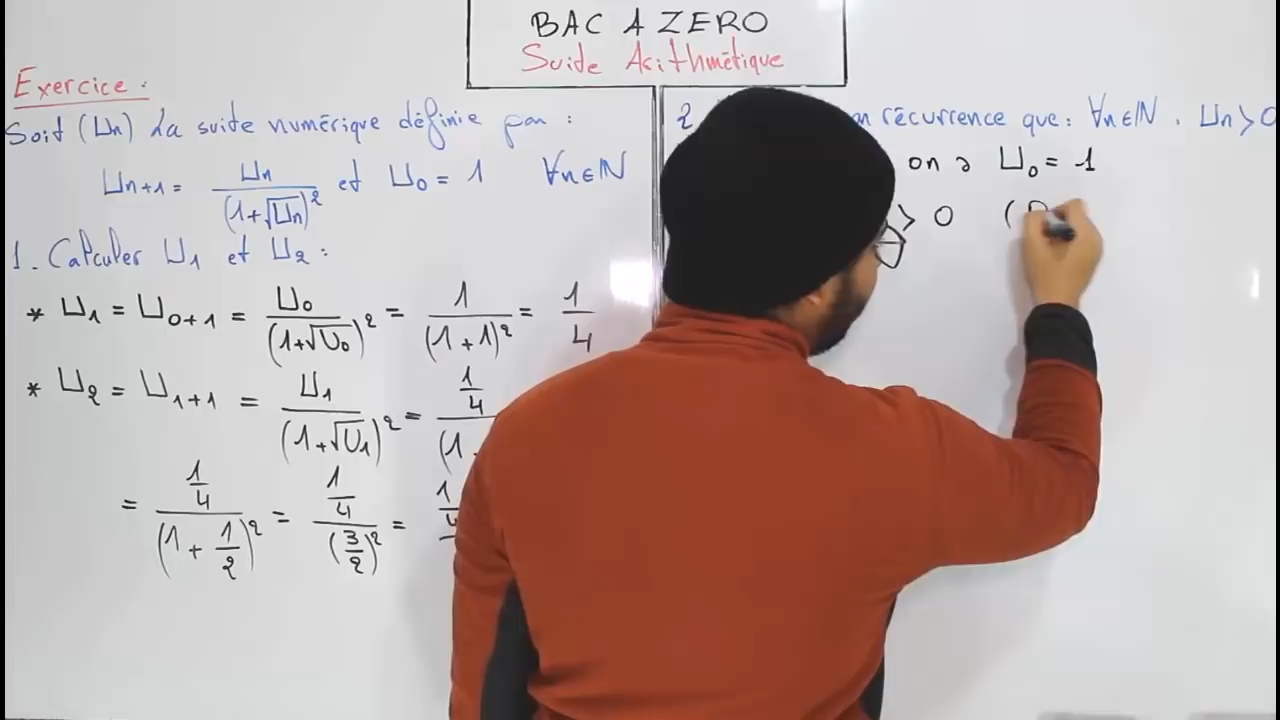 BAC A ZERO
Suite Arithmétique
Exercice :
Soit (Un) La suite numérique définie par :
Un+1 = Un / (1+√Un)² et U0 = 1 ∀n∈ℕ
1. Calculer U1 et U2 :
* U1 = U0+1 = U0 / (1+√U0)² = 1 / (1+1)² = 1/4
* U2 = U1+1 = U1 / (1+√U1)² = 1/4 / (1
= 1/4 / (1 + 1/2)² = 1/4 / (3/2)² = 1/4
2 récurrence que : ∀n∈ℕ . Un>0
on a U0 = 1
> 0 (